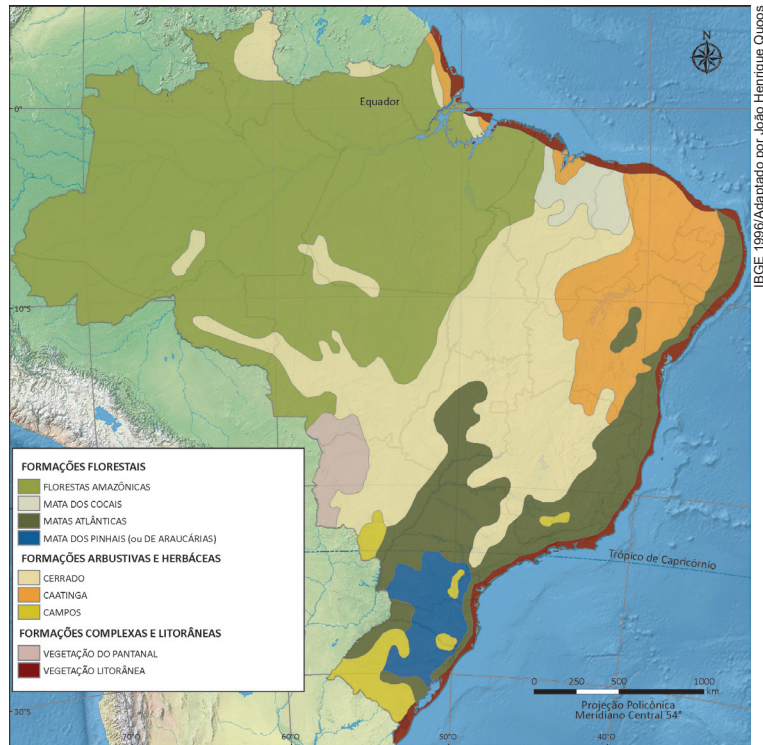 N
Equador
0°
10°S
FORMAÇÕES FLORESTAIS
FLORESTAS AMAZÔNICAS
MATA DOS COCAIS
MATAS ATLÂNTICAS
MATA DOS PINHAIS (ou DE ARAUCÁRIAS)
FORMAÇÕES ARBUSTIVAS E HERBÁCEAS
CERRADO
CAATINGA
CAMPOS
FORMAÇÕES COMPLEXAS E LITORÂNEAS
VEGETAÇÃO DO PANTANAL
VEGETAÇÃO LITORÂNEA
Trópico de Capricórnio
0 250 500 1000
km
Projeção Policônica
Meridiano Central 54°
30°S
70°O 60°O 50°O 40°O
IBGE 1996/Adaptado por João Henrique Quoos